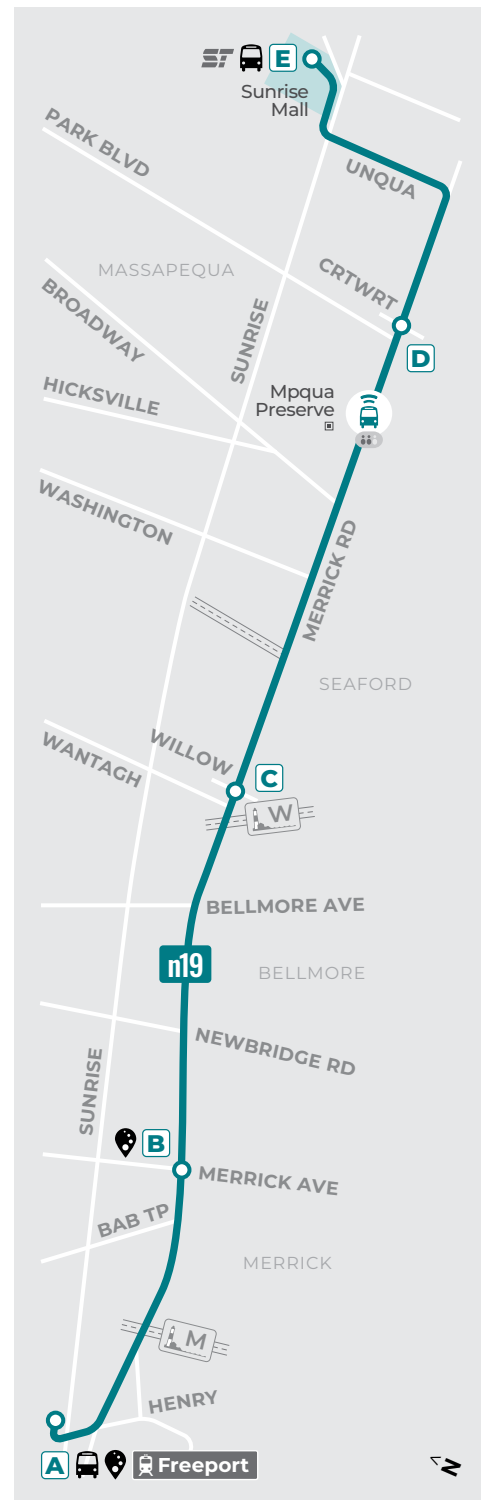 ST E
Sunrise
Mall
PARK BLVD
UNQUA
MASSAPEQUA
CRTWRT
BROADWAY
SUNRISE
D
HICKSVILLE
Mpqua
Preserve
WASHINGTON
MERRICK RD
SEAFORD
WILLOW
WANTAGH
C
W
BELLMORE AVE
n19
BELLMORE
NEWBRIDGE RD
SUNRISE
B
MERRICK AVE
BAB TP
MERRICK
M
HENRY
A Freeport
N